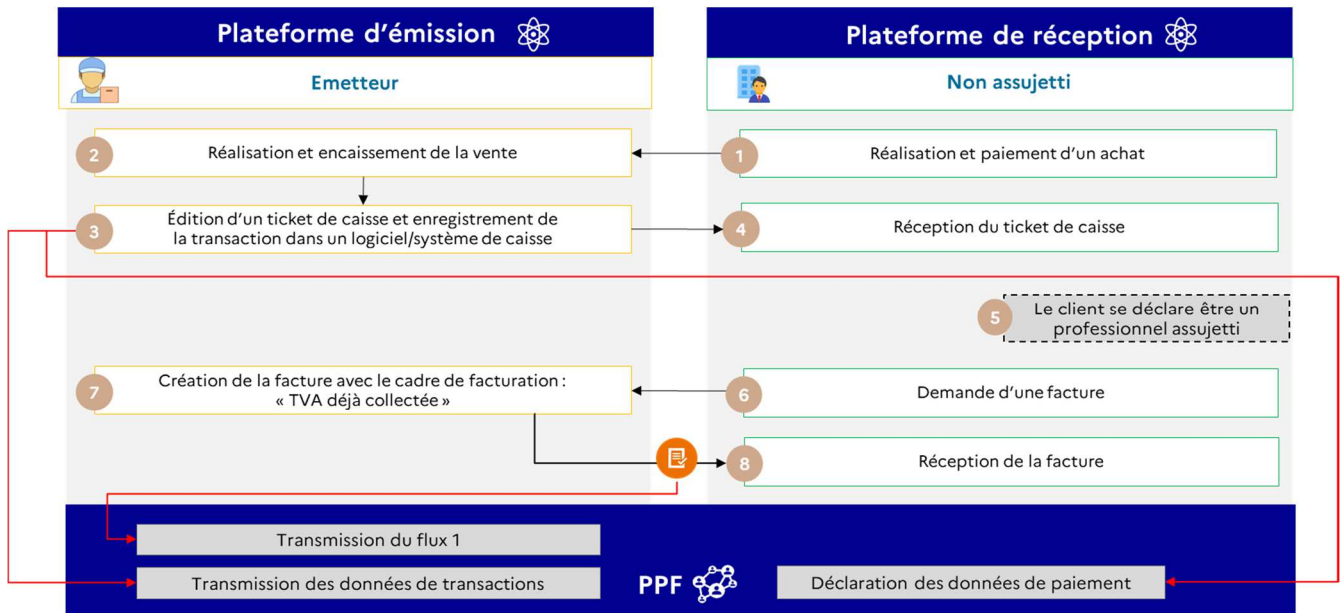 Plateforme d'émission
Plateforme de réception
Emetteur
Non assujetti
2
Réalisation et encaissement de la vente
1
Réalisation et paiement d'un achat
3
Édition d'un ticket de caisse et enregistrement de
la transaction dans un logiciel/système de caisse
4
Réception du ticket de caisse
5
Le client se déclare être un
professionnel assujetti
7
Création de la facture avec le cadre de facturation :
« TVA déjà collectée »
6
Demande d'une facture
8
Réception de la facture
Transmission du flux 1
Transmission des données de transactions
PPF
Déclaration des données de paiement